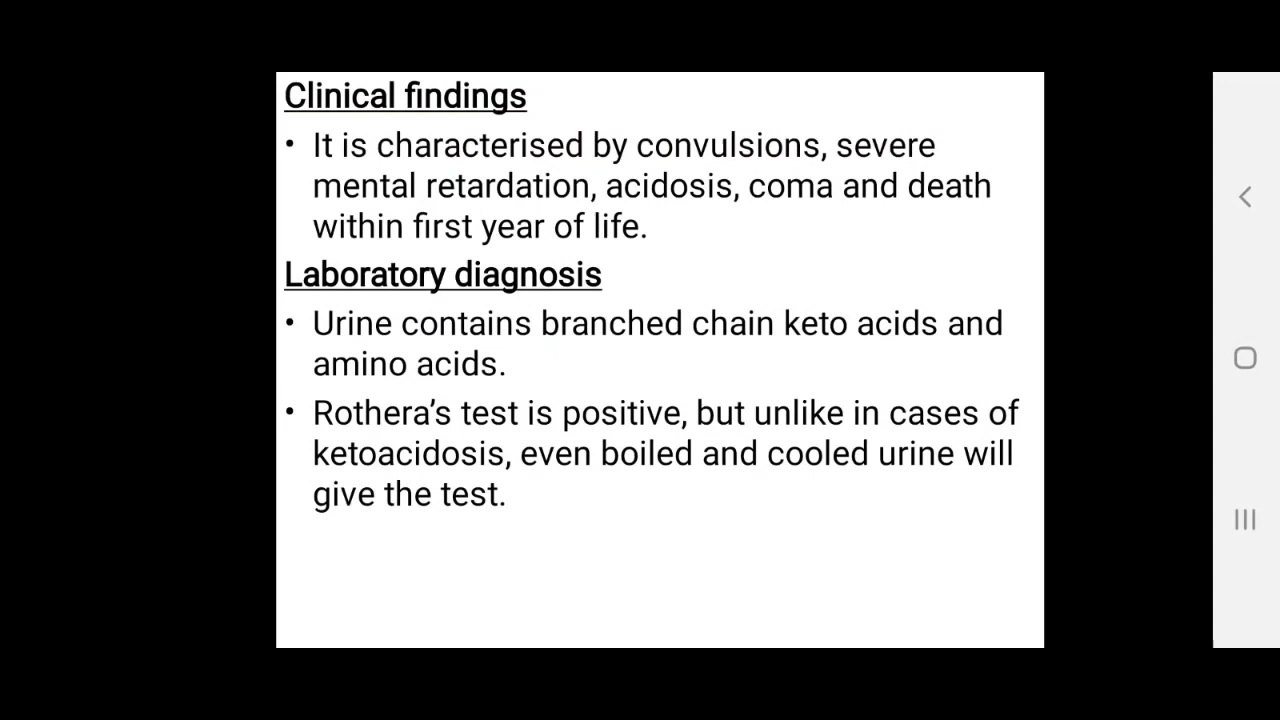 Clinical findings
• It is characterised by convulsions, severe
mental retardation, acidosis, coma and death
within first year of life.
Laboratory diagnosis
• Urine contains branched chain keto acids and
amino acids.
• Rothera’s test is positive, but unlike in cases of
ketoacidosis, even boiled and cooled urine will
give the test.